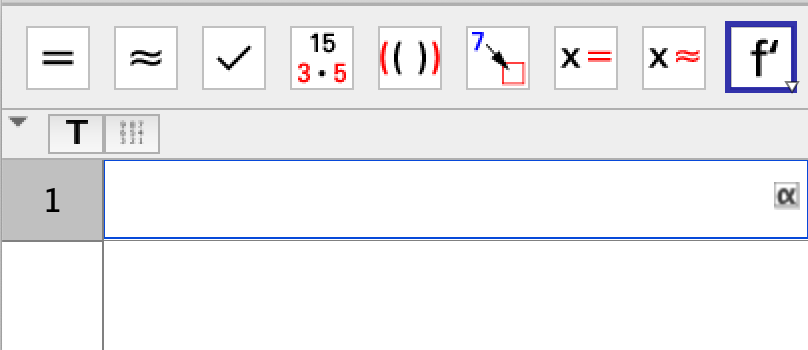 = ≈ ✓ 15 (( )) 7 x = x ≈ f′
3 · 5
T
1 α